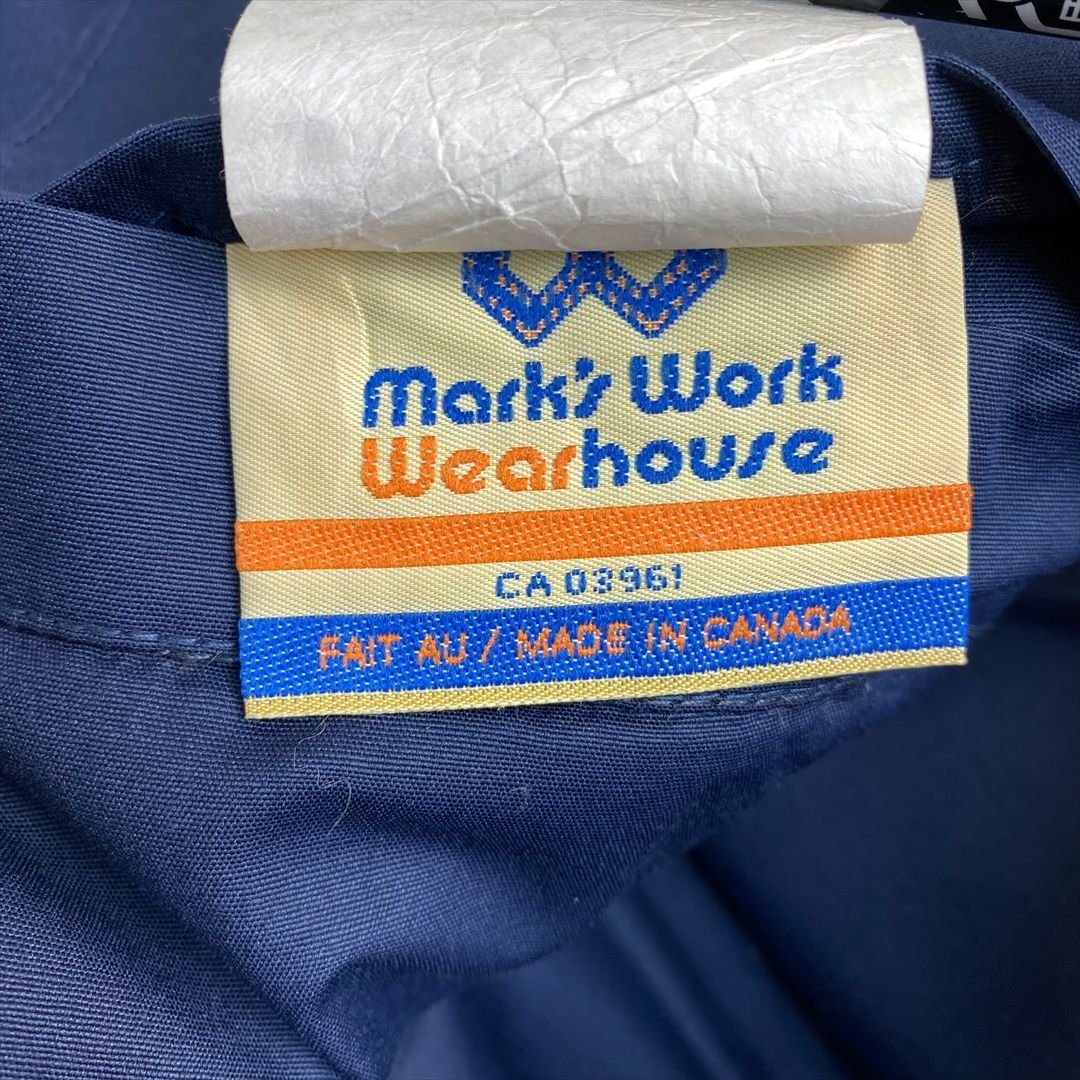 Mark's Work
Wearhouse
CA 03961
FAIT AU / MADE IN CANADA